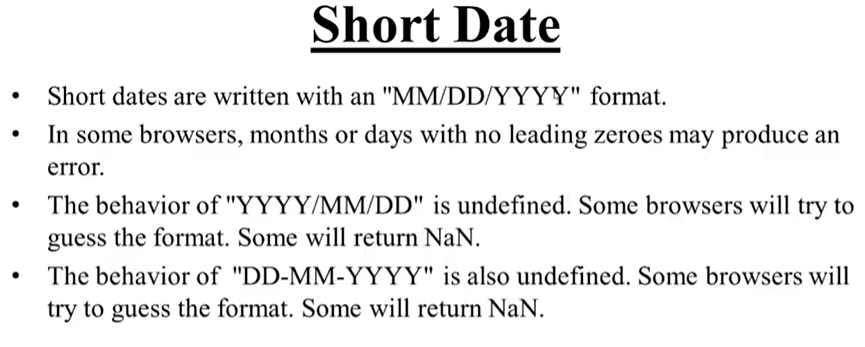 Short Date
• Short dates are written with an "MM/DD/YYYY" format.
• In some browsers, months or days with no leading zeroes may produce an
error.
• The behavior of "YYYY/MM/DD" is undefined. Some browsers will try to
guess the format. Some will return NaN.
• The behavior of  "DD-MM-YYYY" is also undefined. Some browsers will
try to guess the format. Some will return NaN.